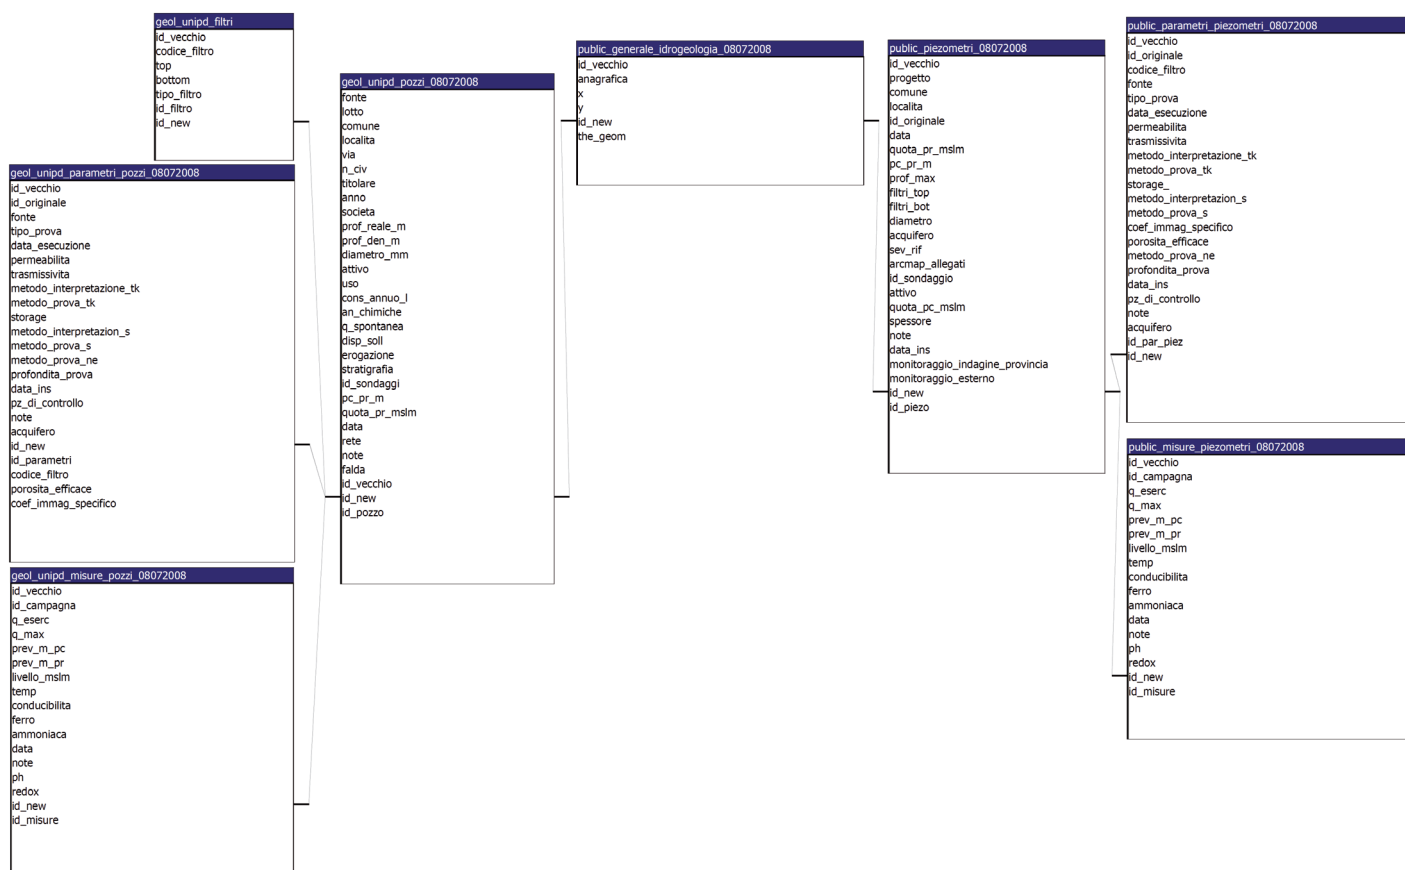 geol_unipd_filtri
id_vecchio
codice_filtro
top
bottom
tipo_filtro
id_filtro
id_new
geol_unipd_parametri_pozzi_08072008
id_vecchio
id_originale
fonte
tipo_prova
data_esecuzione
permeabilita
trasmissivita
metodo_interpretazione_tk
metodo_prova_tk
storage
metodo_interpretazion_s
metodo_prova_s
metodo_prova_ne
profondita_prova
data_ins
pz_di_controllo
note
acquifero
id_new
id_parametri
codice_filtro
porosita_efficace
coef_immag_specifico
geol_unipd_misure_pozzi_08072008
id_vecchio
id_campagna
q_eserc
q_max
prev_m_pc
prev_m_pr
livello_mslm
temp
conducibilita
ferro
ammoniaca
data
note
ph
redox
id_new
id_misure
geol_unipd_pozzi_08072008
fonte
lotto
comune
localita
via
n_civ
titolare
anno
societa
prof_reale_m
prof_den_m
diametro_mm
attivo
uso
cons_annuo_l
an_chimiche
q_spontanea
disp_soll
erogazione
stratigrafia
id_sondaggi
pc_pr_m
quota_pr_mslm
data
rete
note
falda
id_vecchio
id_new
id_pozzo
public_generale_idrogeologia_08072008
id_vecchio
anagrafica
x
y
id_new
the_geom
public_piezometri_08072008
id_vecchio
progetto
comune
localita
id_originale
data
quota_pr_mslm
pc_pr_m
prof_max
filtri_top
filtri_bot
diametro
acquifero
sev_rif
arcmap_allegati
id_sondaggio
attivo
quota_pc_mslm
spessore
note
data_ins
monitoraggio_indagine_provincia
monitoraggio_esterno
id_new
id_piezo
public_parametri_piezometri_08072008
id_vecchio
id_originale
codice_filtro
fonte
tipo_prova
data_esecuzione
permeabilita
trasmissivita
metodo_interpretazione_tk
metodo_prova_tk
storage_
metodo_interpretazion_s
metodo_prova_s
coef_immag_specifico
porosita_efficace
metodo_prova_ne
profondita_prova
data_ins
pz_di_controllo
note
acquifero
id_par_piez
id_new
public_misure_piezometri_08072008
id_vecchio
id_campagna
q_eserc
q_max
prev_m_pc
prev_m_pr
livello_mslm
temp
conducibilita
ferro
ammoniaca
data
note
ph
redox
id_new
id_misure